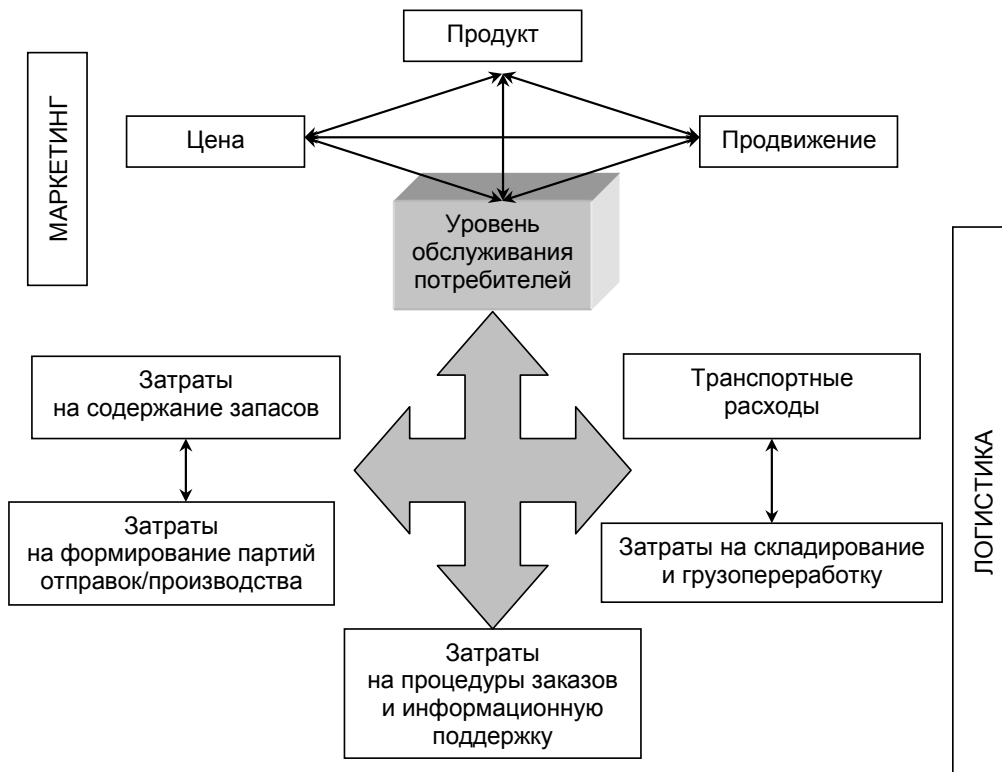 Продукт
МАРКЕТИНГ
Цена
Продвижение
Уровень
обслуживания
потребителей
Затраты
на содержание запасов
Транспортные
расходы
ЛОГИСТИКА
Затраты
на формирование партий
отправок/производства
Затраты на складирование
и грузопереработку
Затраты
на процедуры заказов
и информационную
поддержку